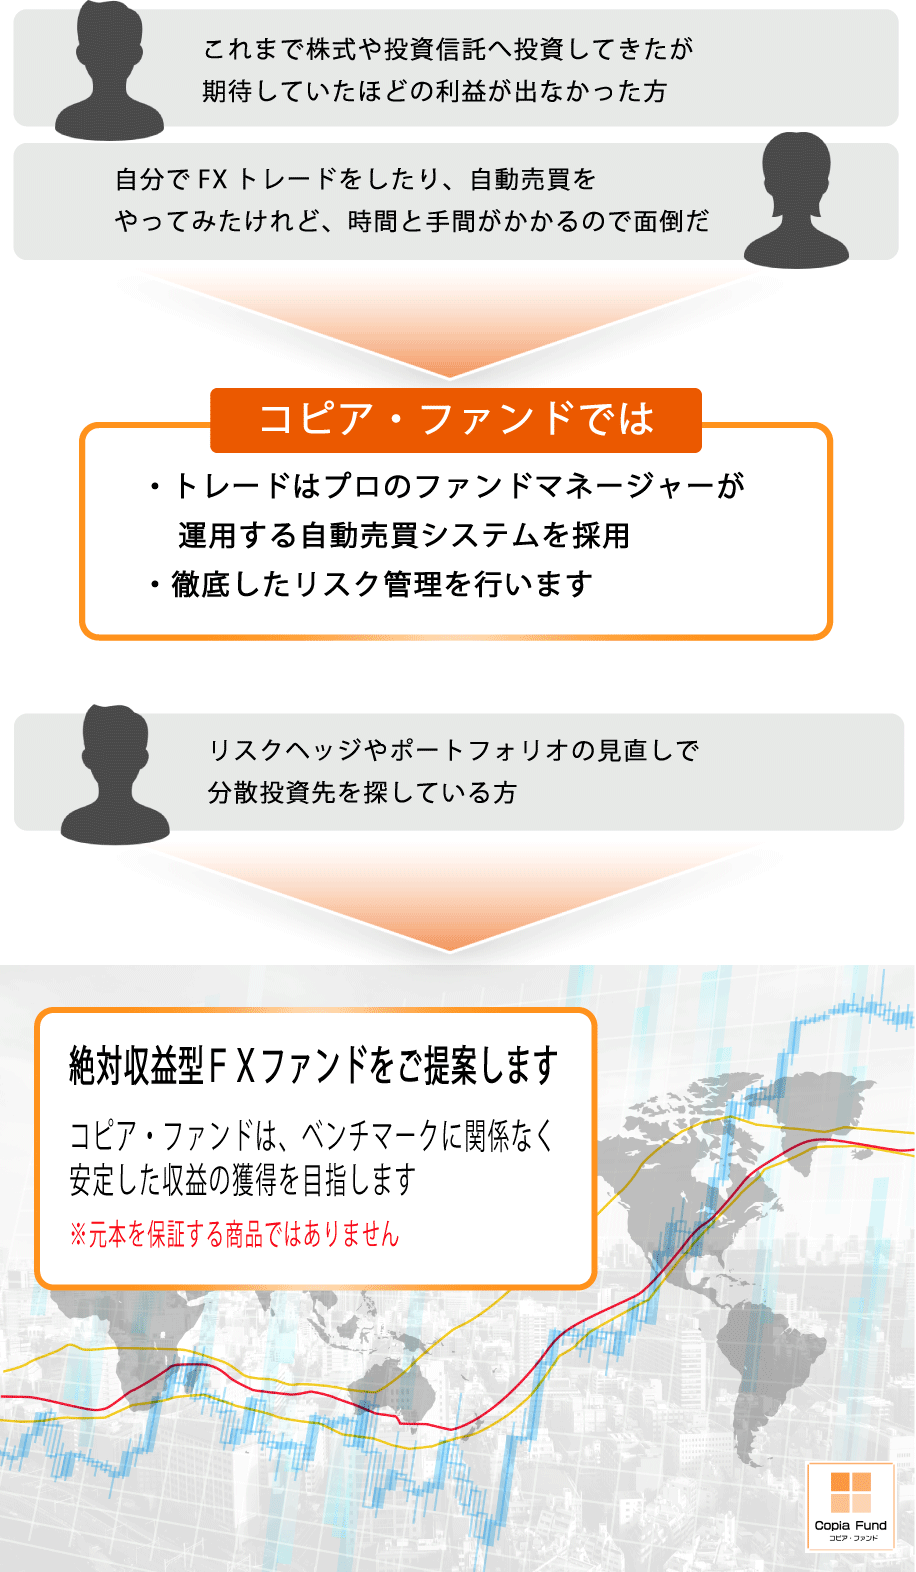 これまで株式や投資信託へ投資してきたが
期待していたほどの利益が出なかった方
自分でFXトレードをしたり、自動売買を
やってみたけれど、時間と手間がかかるので面倒だ
コピア・ファンドでは
・トレードはプロのファンドマネージャーが
運用する自動売買システムを採用
・徹底したリスク管理を行います
リスクヘッジやポートフォリオの見直しで
分散投資先を探している方
絶対収益型ＦＸファンドをご提案します
コピア・ファンドは、ベンチマークに関係なく
安定した収益の獲得を目指します
※元本を保証する商品ではありません
Copia Fund
コピア・ファンド